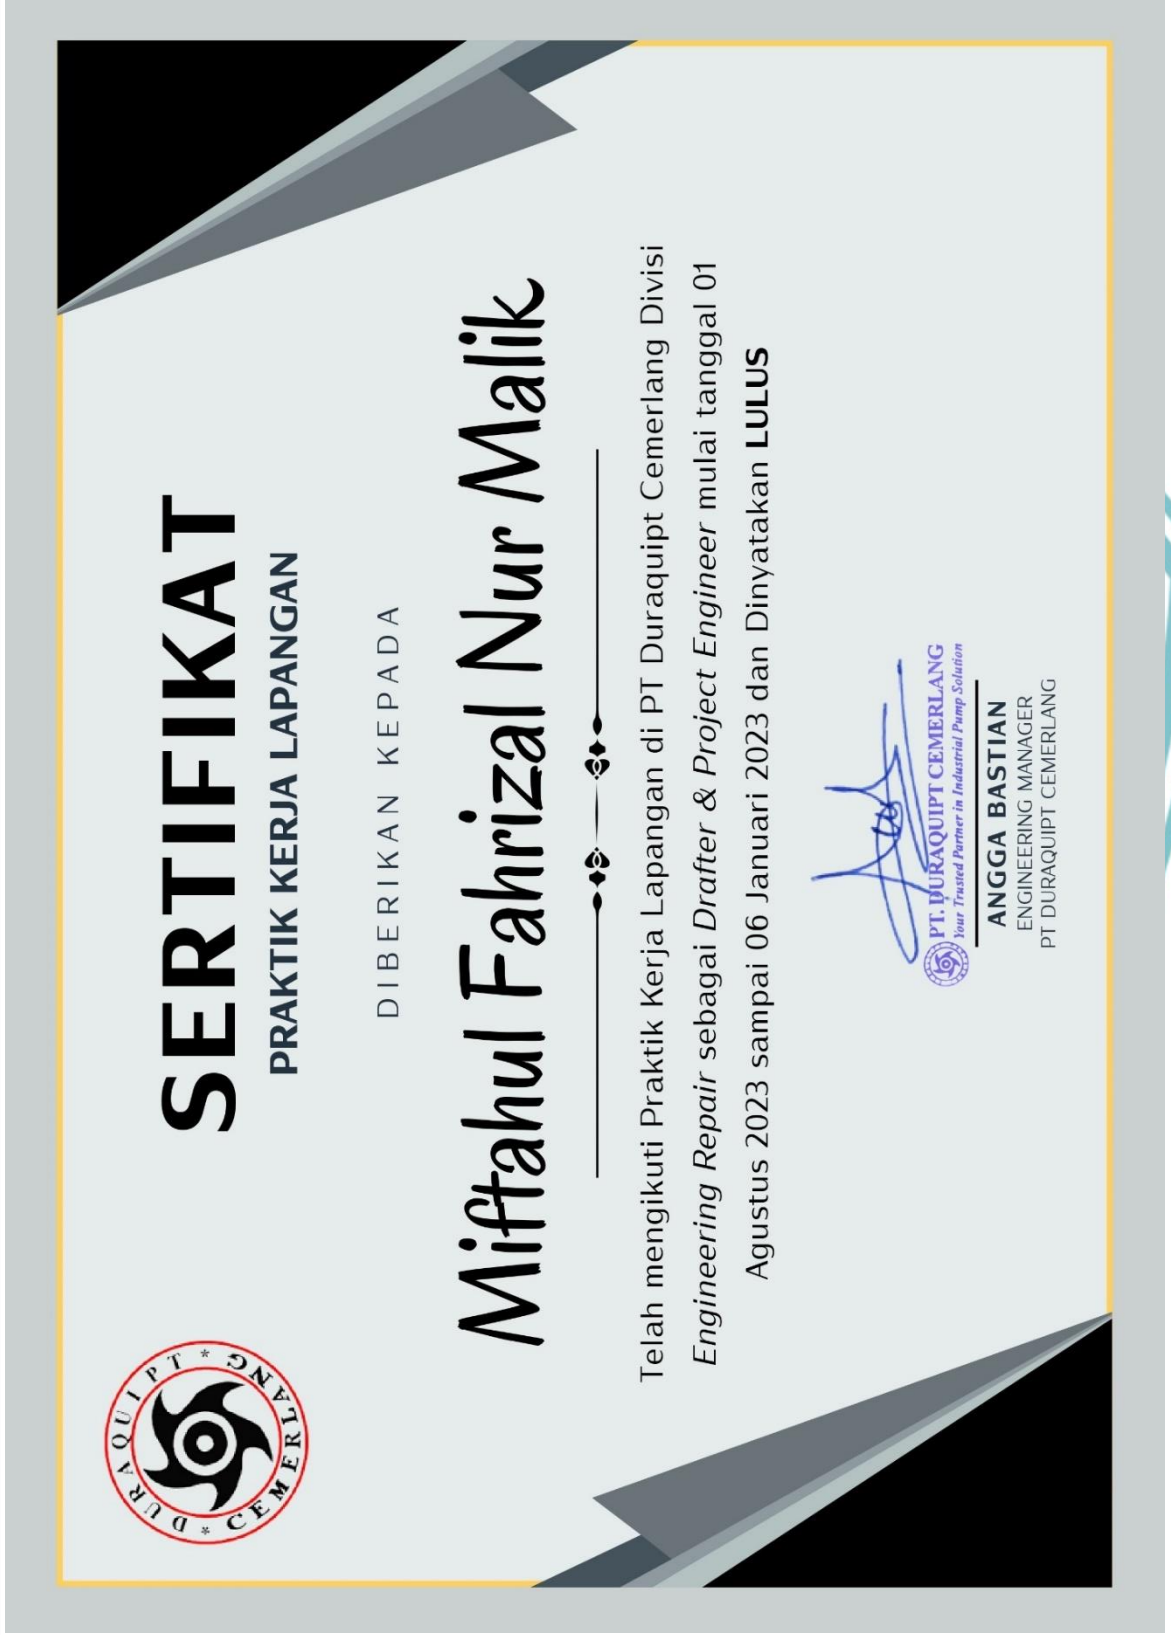 DURAQUIPT * CEMERLANG *
SERTIFIKAT
PRAKTIK KERJA LAPANGAN
DIBERIKAN KEPADA
Miftahul Fahrizal Nur Malik
Telah mengikuti Praktik Kerja Lapangan di PT Duraquipt Cemerlang Divisi
Engineering Repair sebagai Drafter & Project Engineer mulai tanggal 01
Agustus 2023 sampai 06 Januari 2023 dan Dinyatakan LULUS
PT. DURAQUIPT CEMERLANG
Your Trusted Partner in Industrial Pump Solution
ANGGA BASTIAN
ENGINEERING MANAGER
PT DURAQUIPT CEMERLANG